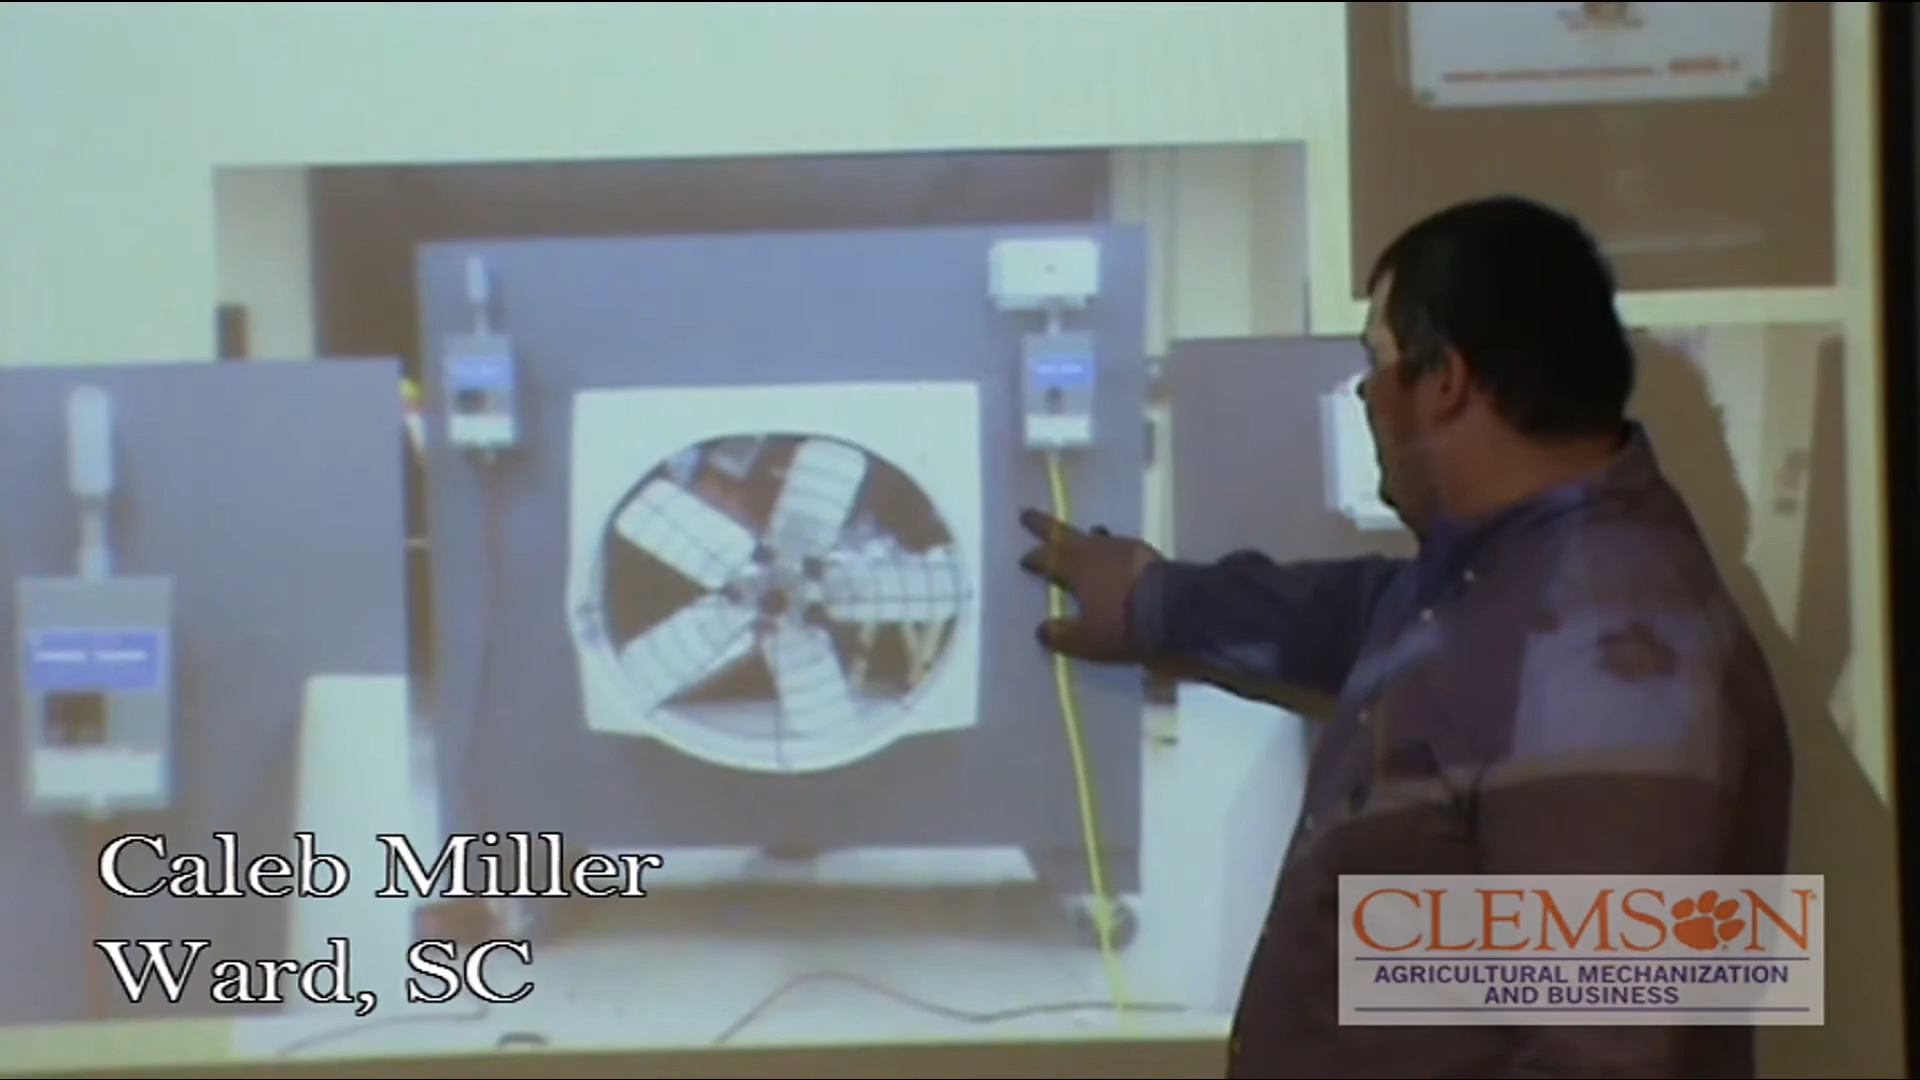 Caleb Miller
Ward, SC
CLEMSON
AGRICULTURAL MECHANIZATION
AND BUSINESS